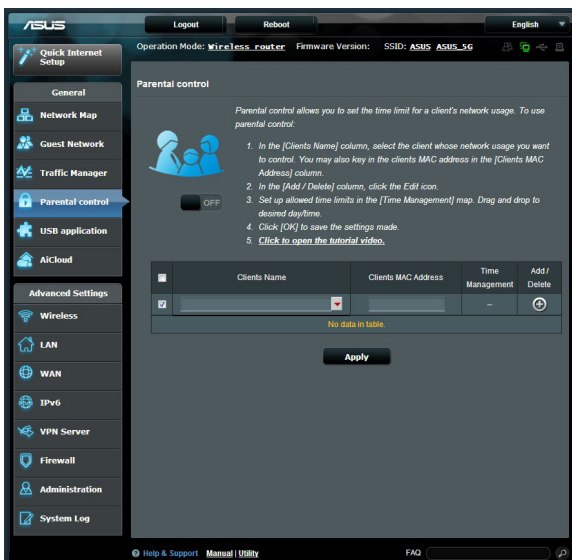 ASUS
Logout
Reboot
English
Quick Internet
Setup
Operation Mode: Wireless router Firmware Version: SSID: ASUS ASUS_5G
General
Network Map
Guest Network
Traffic Manager
Parental control
USB application
AiCloud
Advanced Settings
Wireless
LAN
WAN
IPv6
VPN Server
Firewall
Administration
System Log
Parental control
Parental control allows you to set the time limit for a client's network usage. To use
parental control:
1. In the [Clients Name] column, select the client whose network usage you want
to control. You may also key in the clients MAC address in the [Clients MAC
Address] column.
2. In the [Add / Delete] column, click the Edit icon.
3. Set up allowed time limits in the [Time Management] map. Drag and drop to
desired day/time.
4. Click [OK] to save the settings made.
5. Click to open the tutorial video.
OFF
Clients Name
Clients MAC Address
Time
Management
Add /
Delete
--
No data in table.
Apply
Help & Support Manual | Utility
FAQ